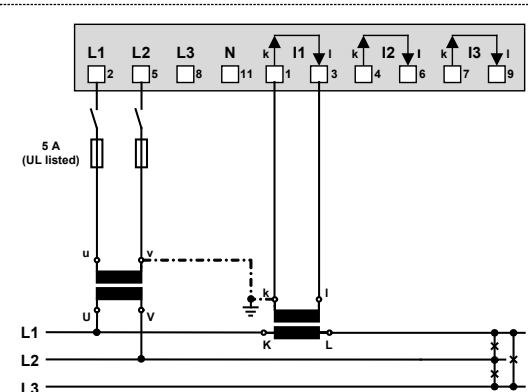 L1 L2 L3 N k I1 l k I2 l k I3 l
2 5 8 11 1 3 4 6 7 9
5 A
(UL listed)
u v
k l
U V
L1
K L
L2
L3